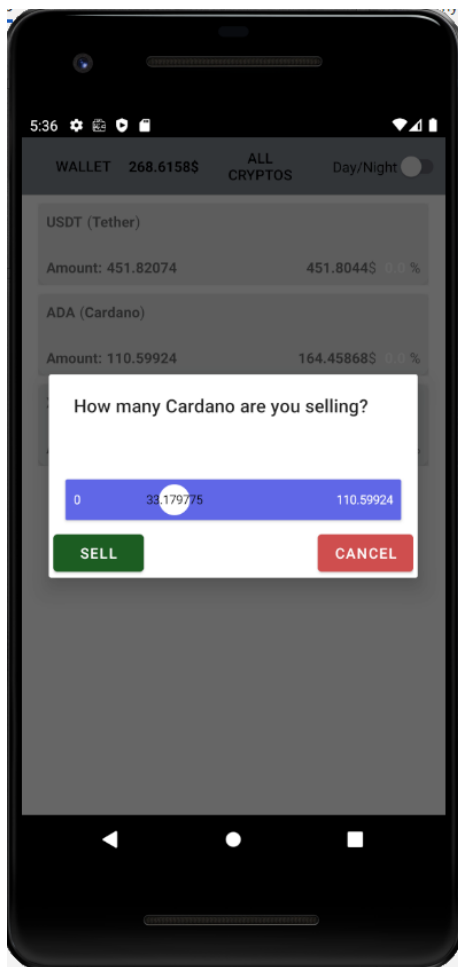 5:36
WALLET 268.6158$ ALL CRYPTOS Day/Night
USDT (Tether)
Amount: 451.82074 451.8044$ 0.0 %
ADA (Cardano)
Amount: 110.59924 164.45868$ 0.0 %
How many Cardano are you selling?
0 33.179775 110.59924
SELL CANCEL